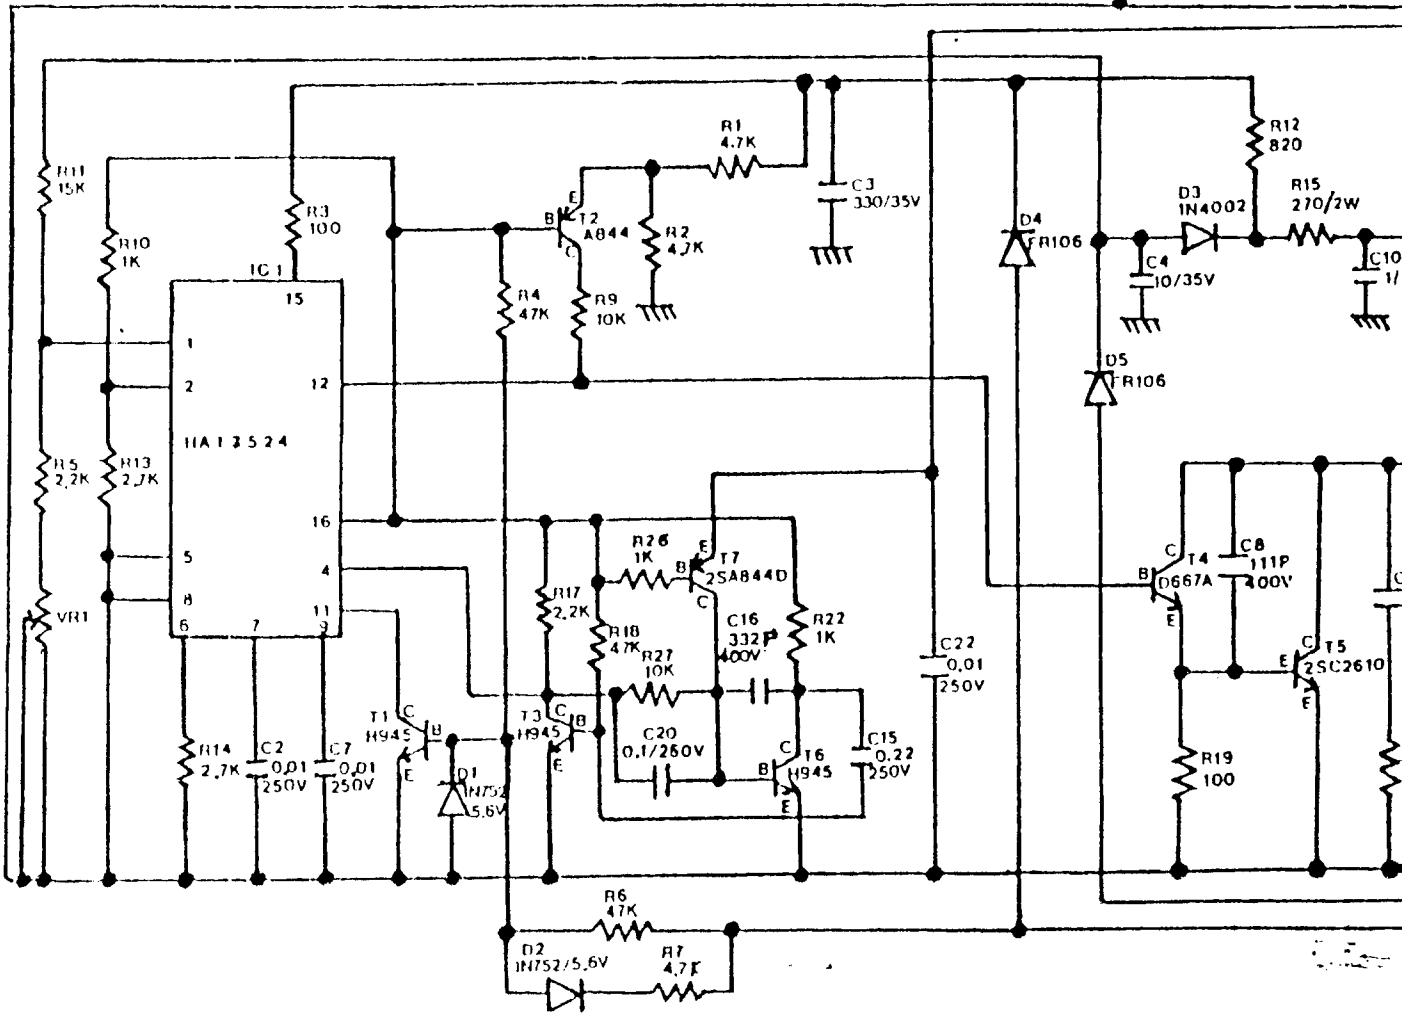 R11
15K
R10
1K
R3
100
IC1
15
1
2
12
HA13524
R5
2,2K
R13
2,7K
16
5
4
8
11
6
7
9
VR1
R14
2,7K
C2
0,01
250V
C7
0,01
250V
R1
4.7K
E
B
T2
A844
C
R2
4,7K
C3
330/35V
R4
47K
R9
10K
D4
FR106
R12
820
D3
1N4002
R15
270/2W
C4
10/35V
C10
1/
D5
FR106
R26
1K
E
T7
B
2SA844D
C
R17
2,2K
R18
47K
R27
10K
C16
332P
400V
R22
1K
C22
0,01
250V
T1
C
B
H945
E
D1
1N752
5.6V
T3
C
B
H945
E
C20
0.1/250V
C
T6
B
H945
E
C15
0.22
250V
C
T4
B
D667A
E
C8
111P
400V
C
T5
E
2SC2610
E
C
R19
100
R6
47K
D2
1N752/5,6V
R7
4,7K